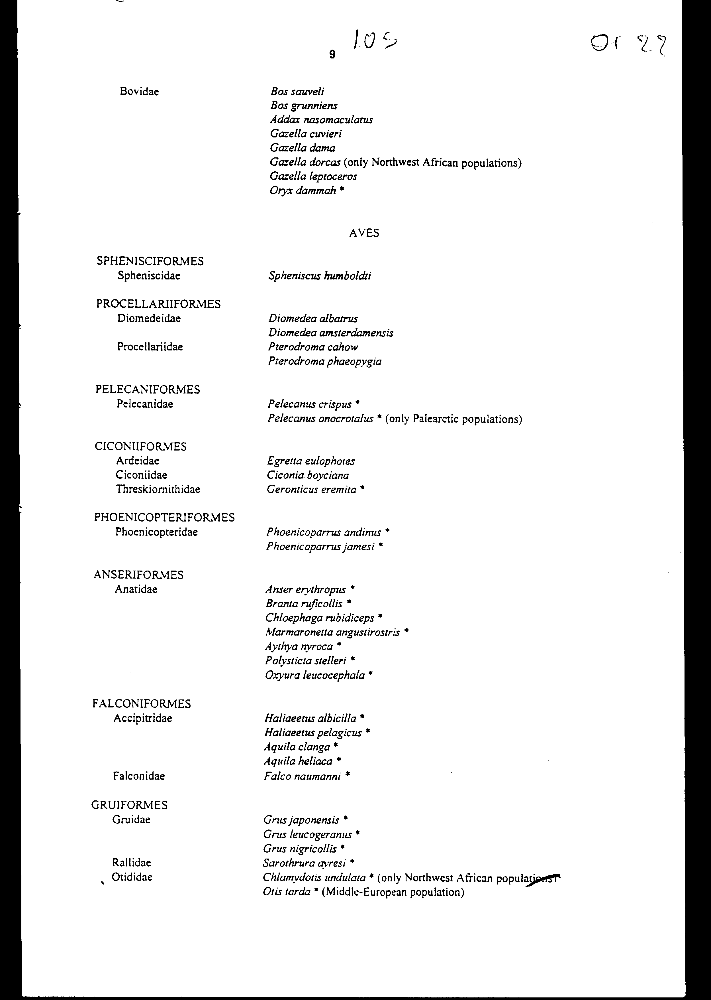 105
9
Bovidae Bos sauveli
Bos grunniens
Addax nasomaculatus
Gazella cuvieri
Gazella dama
Gazella dorcas (only Northwest African populations)
Gazella leptoceros
Oryx dammah *
AVES
SPHENISCIFORMES
Spheniscidae Spheniscus humboldti
PROCELLARIIFORMES
Diomedeidae Diomedea albatrus
Diomedea amsterdamensis
Procellariidae Pterodroma cahow
Pterodroma phaeopygia
PELECANIFORMES
Pelecanidae Pelecanus crispus *
Pelecanus onocrotalus * (only Palearctic populations)
CICONIIFORMES
Ardeidae Egretta eulophotes
Ciconiidae Ciconia boyciana
Threskiornithidae Geronticus eremita *
PHOENICOPTERIFORMES
Phoenicopteridae Phoenicoparrus andinus *
Phoenicoparrus jamesi *
ANSERIFORMES
Anatidae Anser erythropus *
Branta ruficollis *
Chloephaga rubidiceps *
Marmaronetta angustirostris *
Aythya nyroca *
Polysticta stelleri *
Oxyura leucocephala *
FALCONIFORMES
Accipitridae Haliaeetus albicilla *
Haliaeetus pelagicus *
Aquila clanga *
Aquila heliaca *
Falconidae Falco naumanni *
GRUIFORMES
Gruidae Grus japonensis *
Grus leucogeranus *
Grus nigricollis *
Rallidae Sarothrura ayresi *
Otididae Chlamydotis undulata * (only Northwest African populations)
Otis tarda * (Middle-European population)